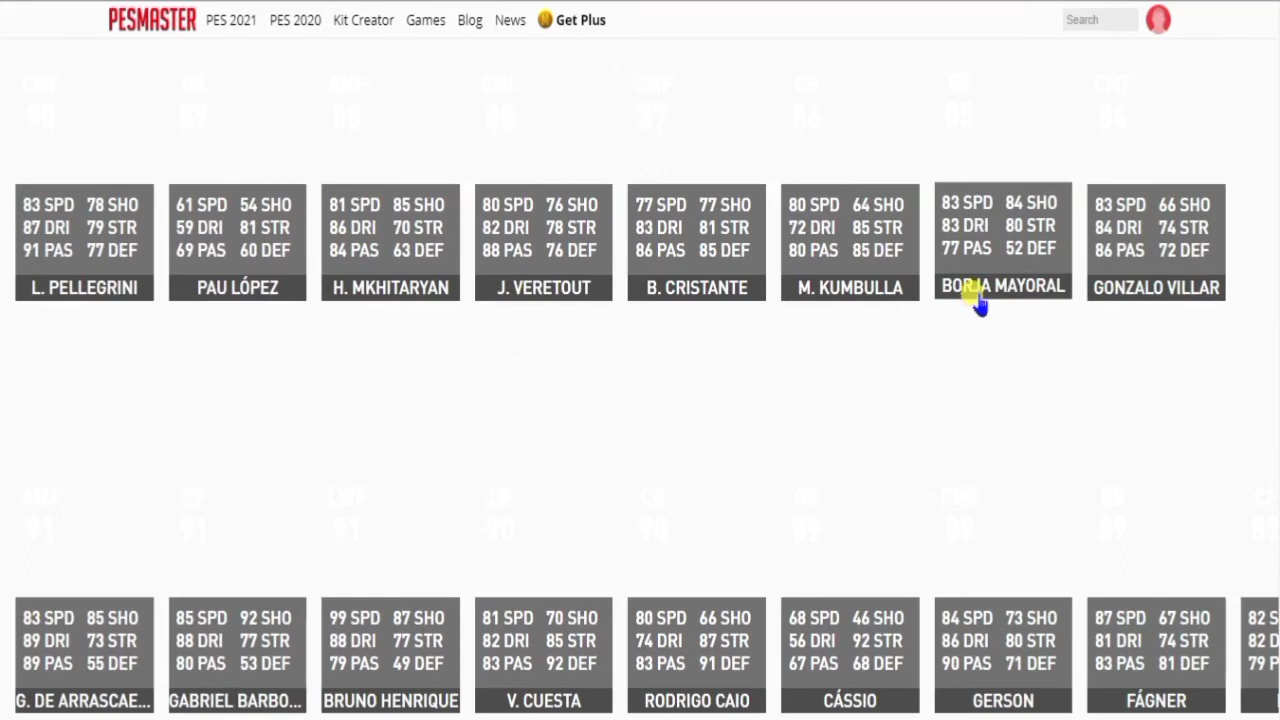 PESMASTER PES 2021 PES 2020 Kit Creator Games Blog News Get Plus Search
83 SPD 78 SHO
87 DRI 79 STR
91 PAS 77 DEF
L. PELLEGRINI
61 SPD 54 SHO
59 DRI 81 STR
69 PAS 60 DEF
PAU LÓPEZ
81 SPD 85 SHO
86 DRI 70 STR
84 PAS 63 DEF
H. MKHITARYAN
80 SPD 76 SHO
82 DRI 78 STR
88 PAS 76 DEF
J. VERETOUT
77 SPD 77 SHO
83 DRI 81 STR
86 PAS 85 DEF
B. CRISTANTE
80 SPD 64 SHO
72 DRI 85 STR
80 PAS 85 DEF
M. KUMBULLA
83 SPD 84 SHO
83 DRI 80 STR
77 PAS 52 DEF
BORJA MAYORAL
83 SPD 66 SHO
84 DRI 74 STR
86 PAS 72 DEF
GONZALO VILLAR
83 SPD 85 SHO
89 DRI 73 STR
89 PAS 55 DEF
G. DE ARRASCAE...
85 SPD 92 SHO
88 DRI 77 STR
80 PAS 53 DEF
GABRIEL BARBO...
99 SPD 87 SHO
88 DRI 77 STR
79 PAS 49 DEF
BRUNO HENRIQUE
81 SPD 70 SHO
82 DRI 85 STR
83 PAS 92 DEF
V. CUESTA
80 SPD 66 SHO
74 DRI 87 STR
83 PAS 91 DEF
RODRIGO CAIO
68 SPD 46 SHO
56 DRI 92 STR
67 PAS 68 DEF
CÁSSIO
84 SPD 73 SHO
86 DRI 80 STR
90 PAS 71 DEF
GERSON
87 SPD 67 SHO
81 DRI 74 STR
83 PAS 81 DEF
FÁGNER
82 S
82 D
79 P